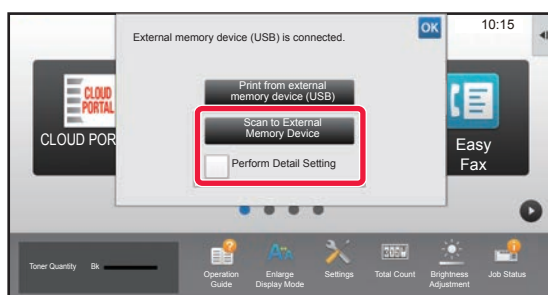 External memory device (USB) is connected.
OK
10:15
Print from external
memory device (USB)
Scan to External
Memory Device
Perform Detail Setting
CLOUD
PORTAL
CLOUD POR
Easy
Fax
Toner Quantity Bk
Operation
Guide
Enlarge
Display Mode
Settings
Total Count
Brightness
Adjustment
Job Status